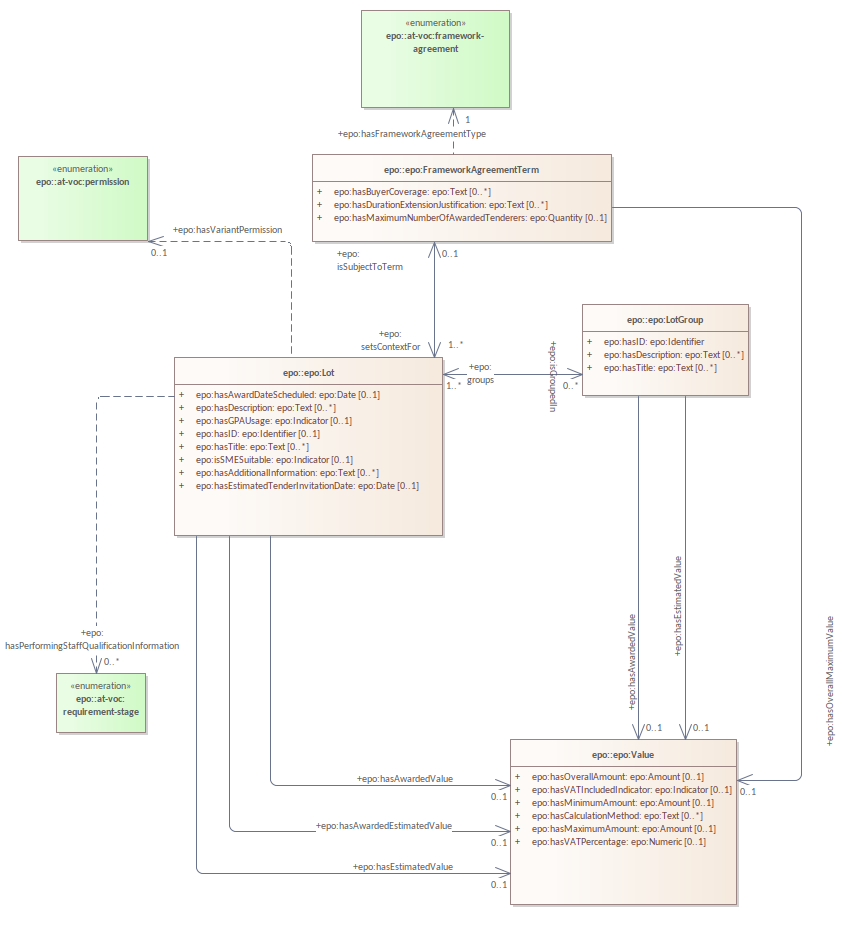 «enumeration»
epo::at-voc:framework-
agreement
1
+epo:hasFrameworkAgreementType
«enumeration»
epo::at-voc:permission
epo::epo:FrameworkAgreementTerm
+ epo:hasBuyerCoverage: epo:Text [0..*]
+ epo:hasDurationExtensionJustification: epo:Text [0..*]
+ epo:hasMaximumNumberOfAwardedTenderers: epo:Quantity [0..1]
+epo:hasVariantPermission
0..1
+epo:
isSubjectToTerm
0..1
+epo:
setsContextFor
1..*
epo::epo:LotGroup
+ epo:hasID: epo:Identifier
+ epo:hasDescription: epo:Text [0..*]
+ epo:hasTitle: epo:Text [0..*]
+epo:
groups
1..*
+epo:isGroupedIn
0..*
epo::epo:Lot
+ epo:hasAwardDateScheduled: epo:Date [0..1]
+ epo:hasDescription: epo:Text [0..*]
+ epo:hasGPAUsage: epo:Indicator [0..1]
+ epo:hasID: epo:Identifier [0..1]
+ epo:hasTitle: epo:Text [0..*]
+ epo:isSMESuitable: epo:Indicator [0..1]
+ epo:hasAdditionalInformation: epo:Text [0..*]
+ epo:hasEstimatedTenderInvitationDate: epo:Date [0..1]
+epo:
hasPerformingStaffQualificationInformation
0..*
«enumeration»
epo::at-voc:
requirement-stage
+epo:hasAwardedValue
0..1
+epo:hasEstimatedValue
0..1
+epo:hasOverallMaximumValue
0..1
epo::epo:Value
+ epo:hasOverallAmount: epo:Amount [0..1]
+ epo:hasVATIncludedIndicator: epo:Indicator [0..1]
+ epo:hasMinimumAmount: epo:Amount [0..1]
+ epo:hasCalculationMethod: epo:Text [0..*]
+ epo:hasMaximumAmount: epo:Amount [0..1]
+ epo:hasVATPercentage: epo:Numeric [0..1]
+epo:hasAwardedValue
0..1
+epo:hasAwardedEstimatedValue
0..1
+epo:hasEstimatedValue
0..1